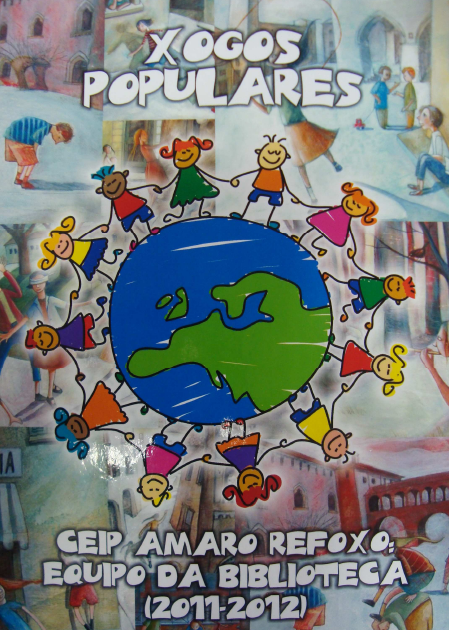 XOGOS
POPULARES
CEIP AMARO REFOXO:
EQUIPO DA BIBLIOTECA
(2011-2012)